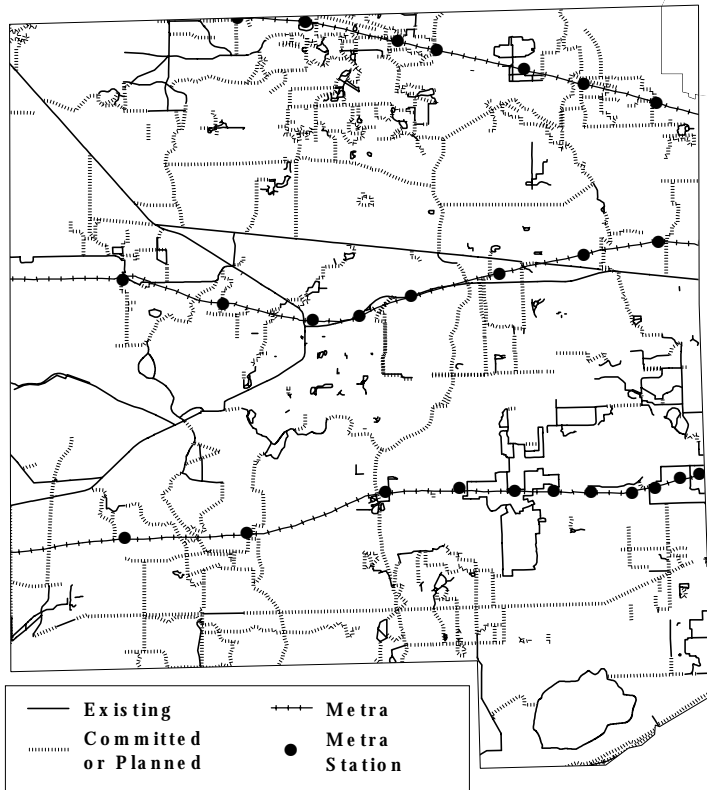 Existing
Metra
Committed
or Planned
Metra
Station